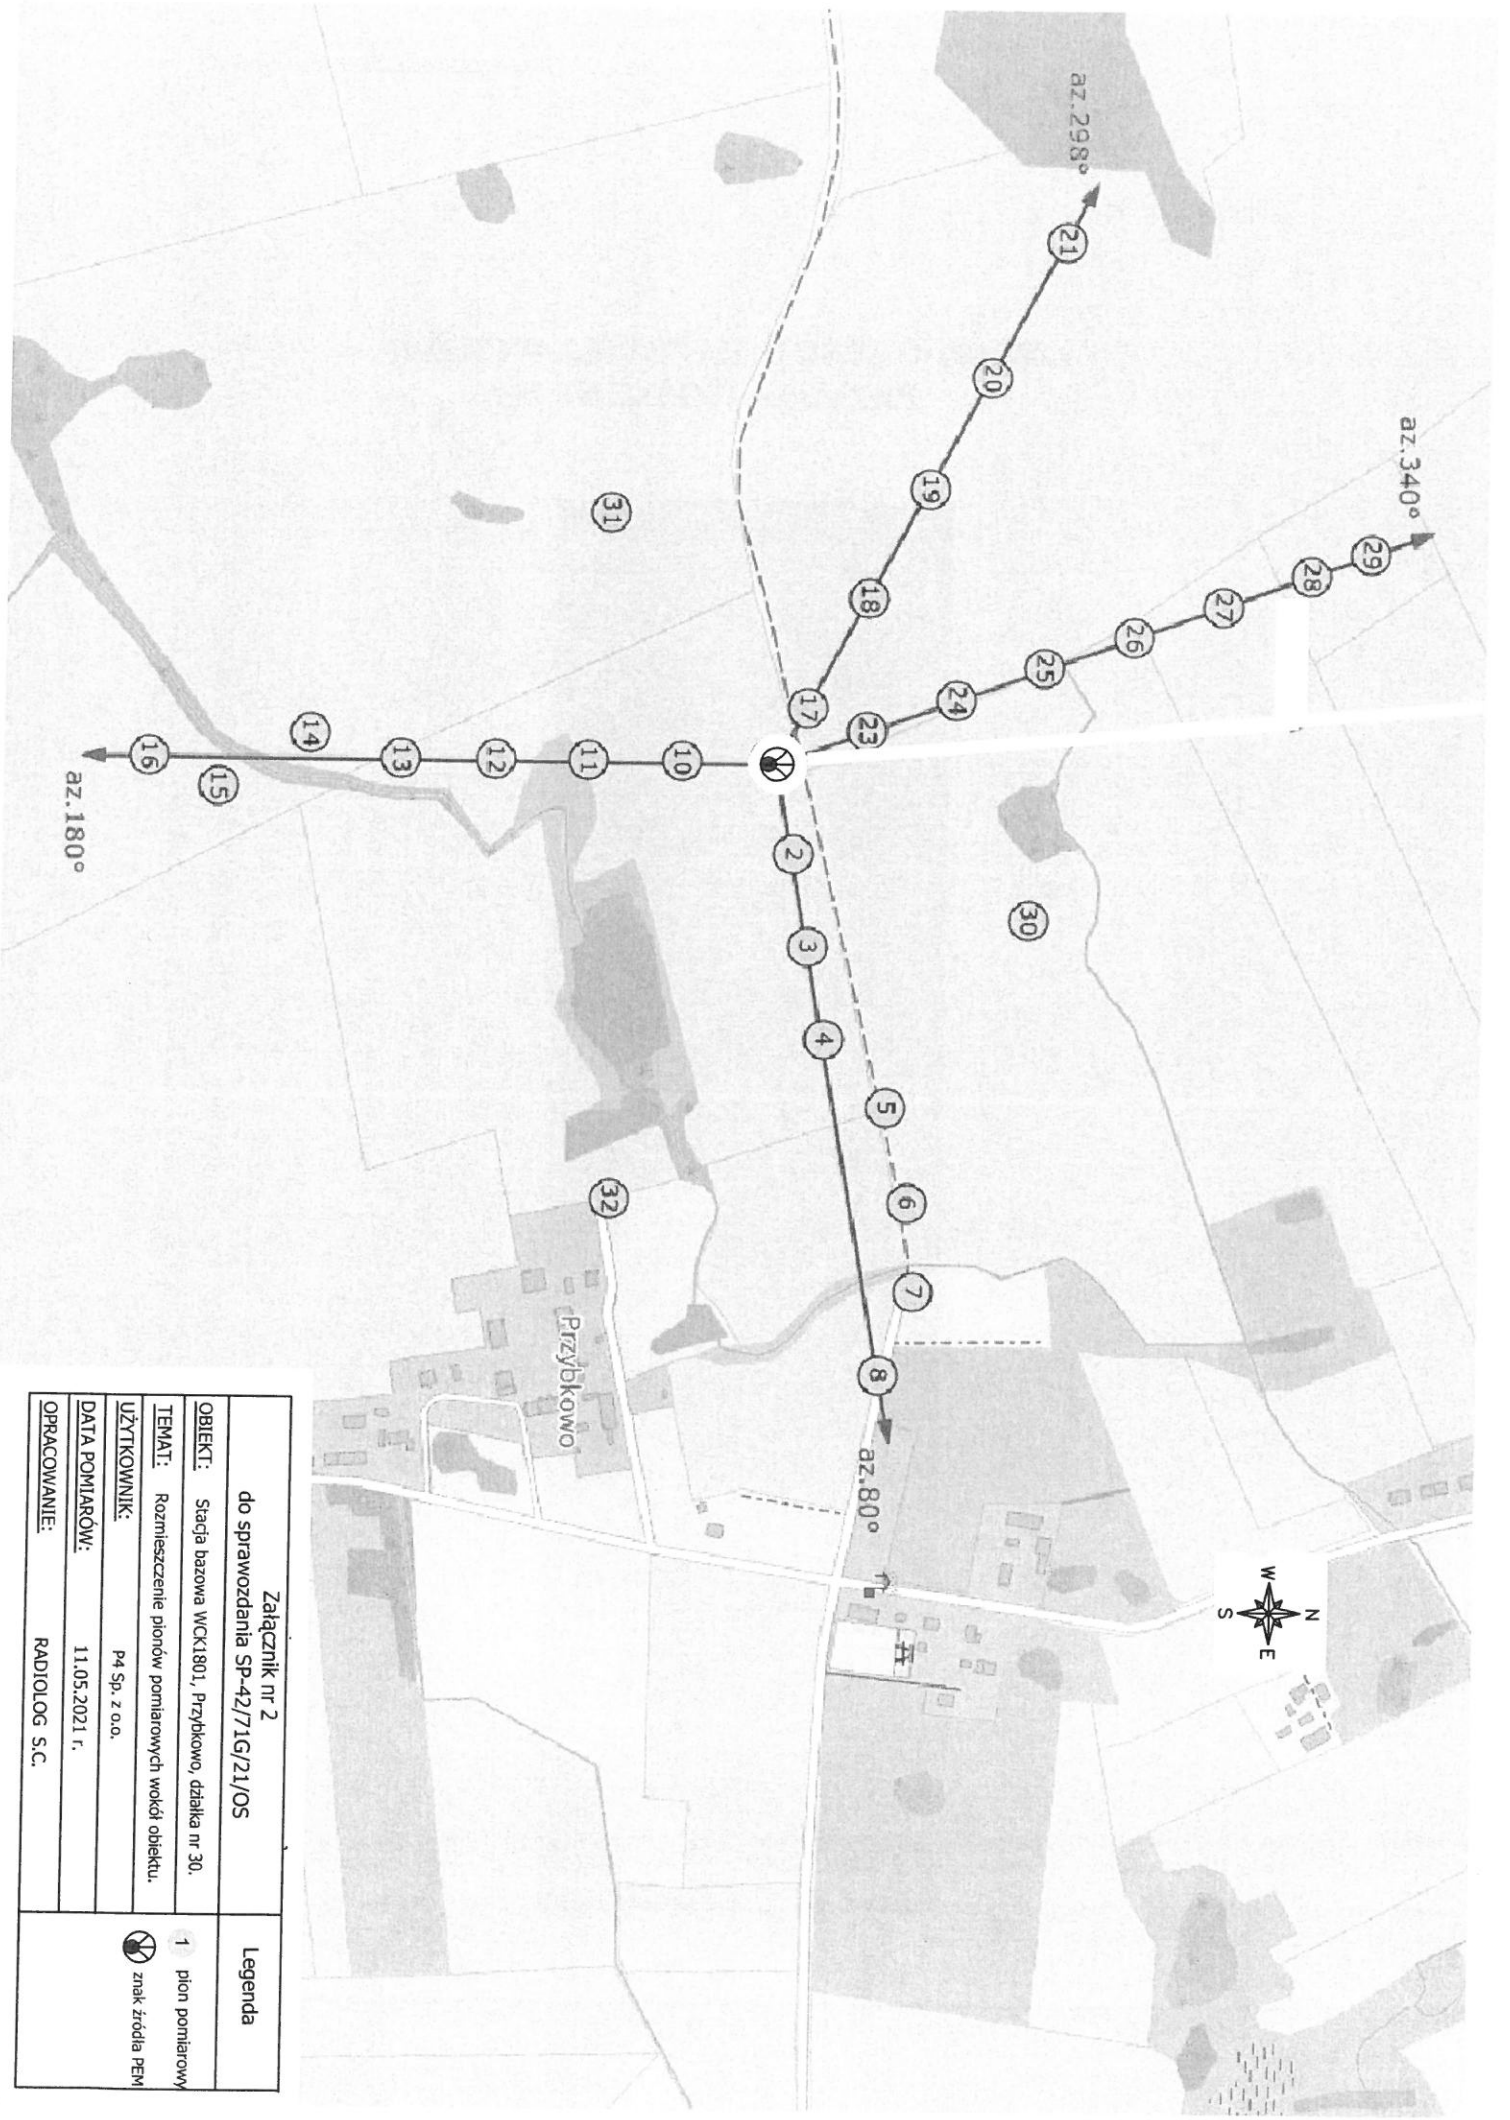 az.298°
az.340°
21
20
19
18
17
29
28
27
26
25
24
23
31
30
16
15
14
13
12
11
10
az.180°
2
3
4
5
6
7
8
az.80°
32
Przybkowo
N
W
E
S
Załącznik nr 2
do sprawozdania SP-42/71G/21/OS
OBIEKT: Stacja bazowa WCK1801, Przybkowo, działka nr 30.
TEMAT: Rozmieszczenie pionów pomiarowych wokół obiektu.
UŻYTKOWNIK: P4 Sp. z o.o.
DATA POMIARÓW: 11.05.2021 r.
OPRACOWANIE: RADIOLOG S.C.
Legenda
1 pion pomiarowy
znak źródła PEM